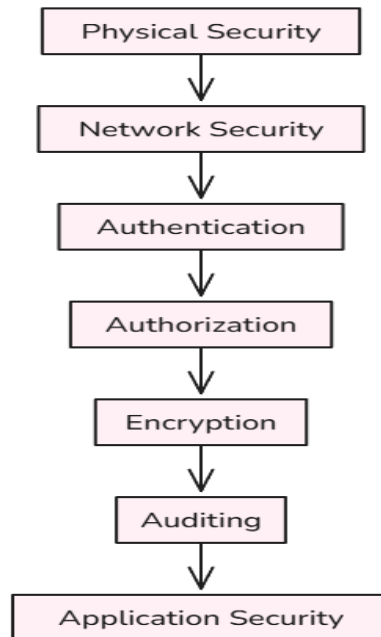 Physical Security
Network Security
Authentication
Authorization
Encryption
Auditing
Application Security